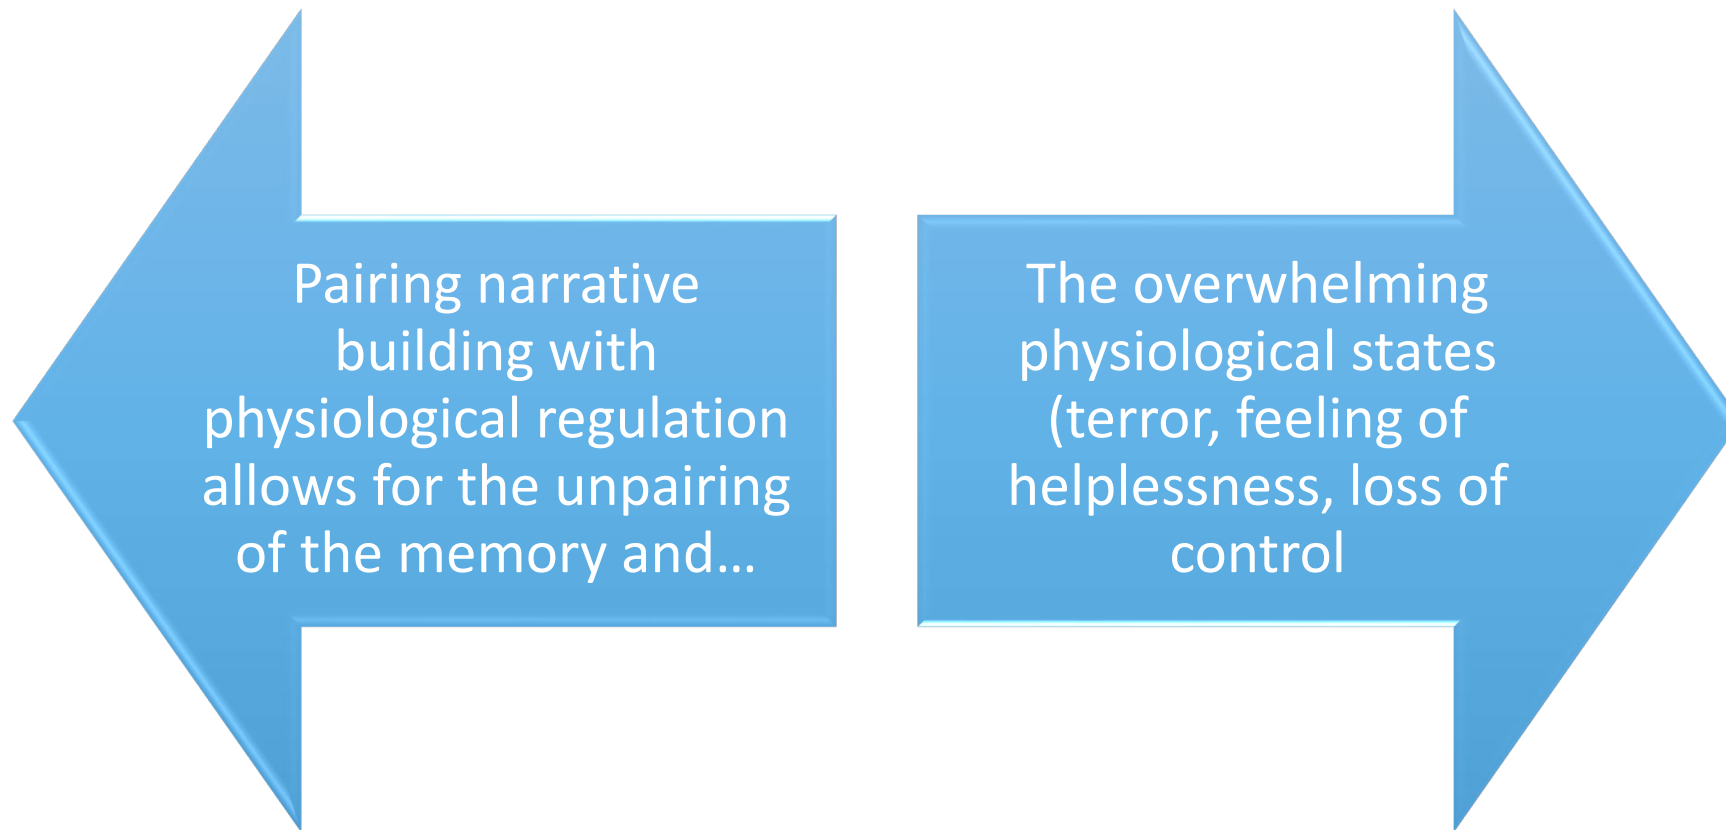 Pairing narrative
building with
physiological regulation
allows for the unpairing
of the memory and…
The overwhelming
physiological states
(terror, feeling of
helplessness, loss of
control